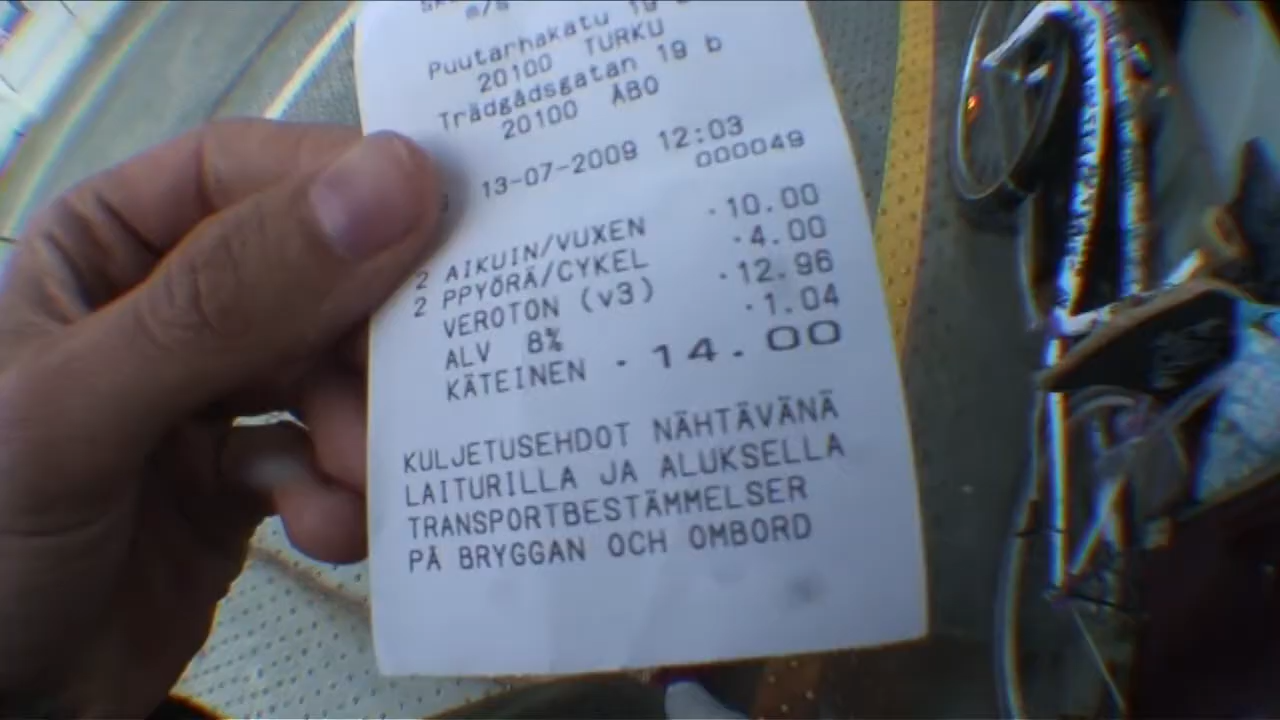 m/s
Puutarhakatu 19
20100 TURKU
Trädgådsgatan 19 b
20100 ÅBO
13-07-2009 12:03
000049
2 AIKUIN/VUXEN ·10.00
2 PPYÖRÄ/CYKEL ·4.00
VEROTON (v3) ·12.96
ALV 8% ·1.04
KÄTEINEN ·14.00
KULJETUSEHDOT NÄHTÄVÄNÄ
LAITURILLA JA ALUKSELLA
TRANSPORTBESTÄMMELSER
PÅ BRYGGAN OCH OMBORD